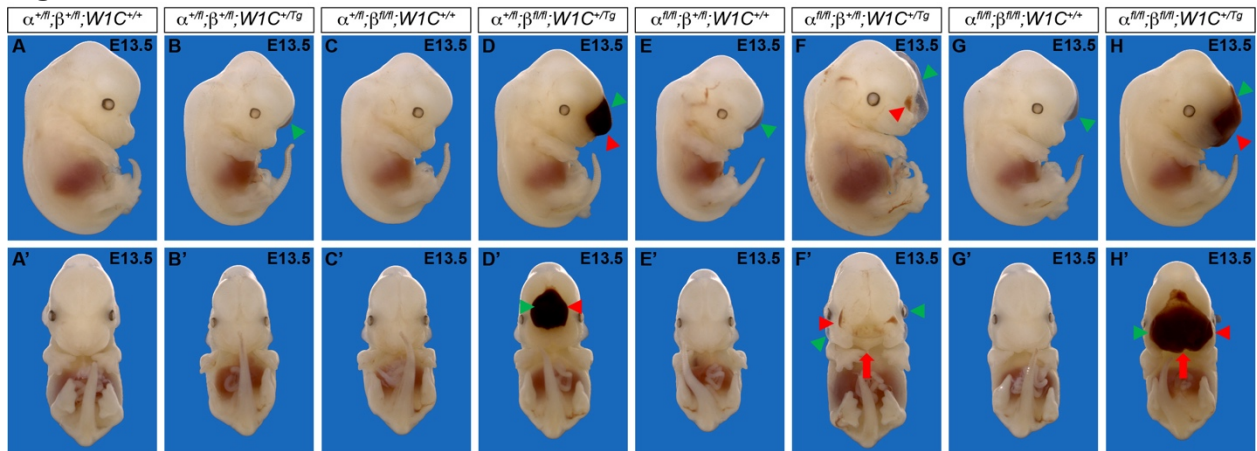 α+/fl;β+/fl;W1C+/+
α+/fl;β+/fl;W1C+/Tg
α+/fl;βfl/fl;W1C+/+
α+/fl;βfl/fl;W1C+/Tg
αfl/fl;β+/fl;W1C+/+
αfl/fl;β+/fl;W1C+/Tg
αfl/fl;βfl/fl;W1C+/+
αfl/fl;βfl/fl;W1C+/Tg
A E13.5
B E13.5
C E13.5
D E13.5
E E13.5
F E13.5
G E13.5
H E13.5
A' E13.5
B' E13.5
C' E13.5
D' E13.5
E' E13.5
F' E13.5
G' E13.5
H' E13.5